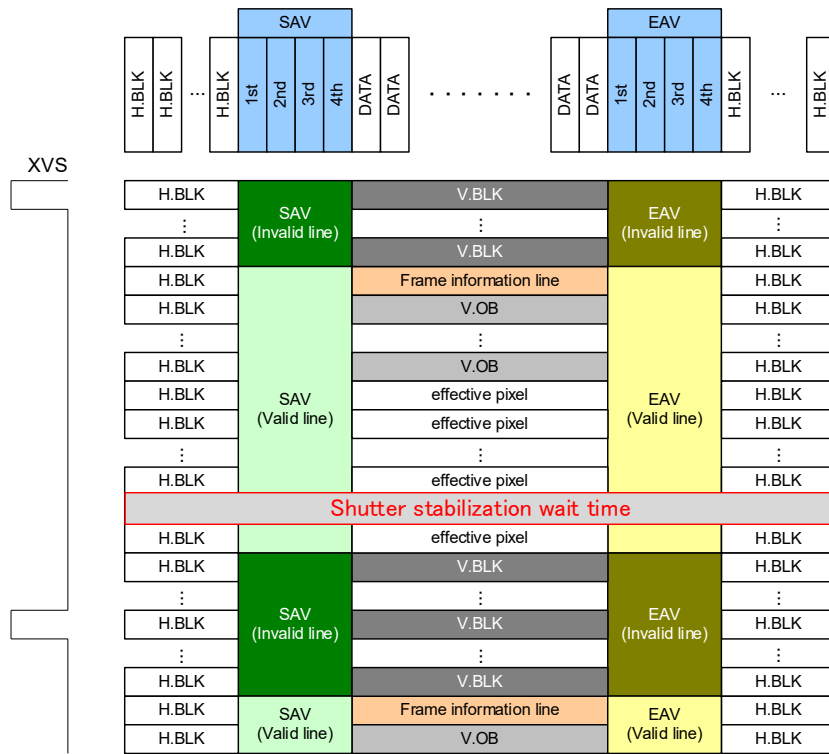 SAV EAV
H.BLK H.BLK ... H.BLK 1st 2nd 3rd 4th DATA DATA . . . . . . . DATA DATA 1st 2nd 3rd 4th H.BLK ... H.BLK
XVS
H.BLK V.BLK H.BLK
⋮ SAV ⋮ EAV ⋮
(Invalid line) (Invalid line)
H.BLK V.BLK H.BLK
H.BLK Frame information line H.BLK
H.BLK V.OB H.BLK
⋮ ⋮ ⋮
H.BLK V.OB H.BLK
H.BLK SAV effective pixel EAV H.BLK
H.BLK (Valid line) effective pixel (Valid line) H.BLK
⋮ ⋮ ⋮
H.BLK effective pixel H.BLK
Shutter stabilization wait time
H.BLK effective pixel H.BLK
H.BLK V.BLK H.BLK
⋮ ⋮ ⋮
H.BLK SAV V.BLK EAV H.BLK
(Invalid line) (Invalid line)
⋮ ⋮ ⋮
H.BLK V.BLK H.BLK
H.BLK SAV Frame information line EAV H.BLK
H.BLK (Valid line) V.OB (Valid line) H.BLK